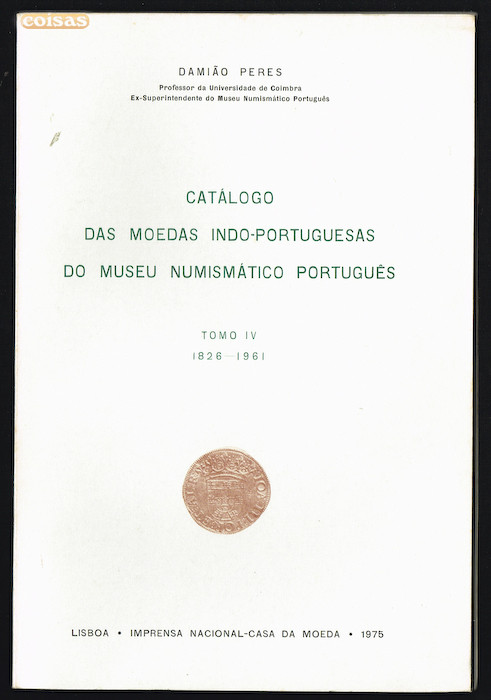 coisas
DAMIÃO PERES
Professor da Universidade de Coimbra
Ex-Superintendente do Museu Numismático Português
CATÁLOGO
DAS MOEDAS INDO-PORTUGUESAS
DO MUSEU NUMISMÁTICO PORTUGUÊS
TOMO IV
1826—1961
LISBOA • IMPRENSA NACIONAL-CASA DA MOEDA • 1975